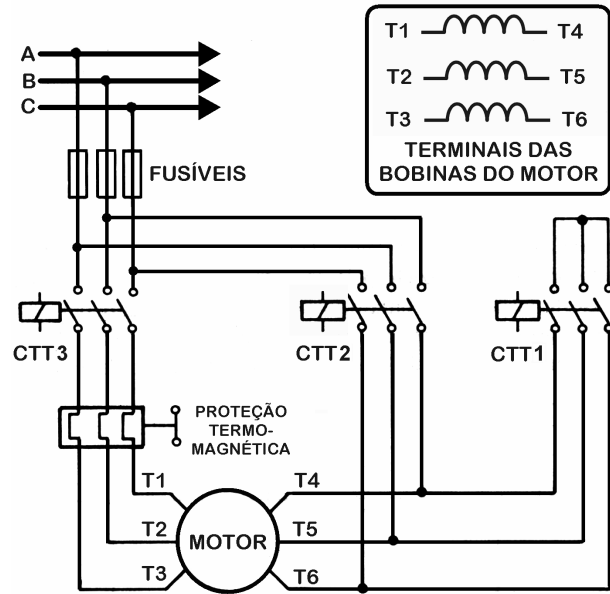 A
B
C
T1 T4
T2 T5
T3 T6
TERMINAIS DAS
BOBINAS DO MOTOR
FUSÍVEIS
CTT3
CTT2
CTT1
PROTEÇÃO
TERMO-
MAGNÉTICA
T1
T2
T3
MOTOR
T4
T5
T6